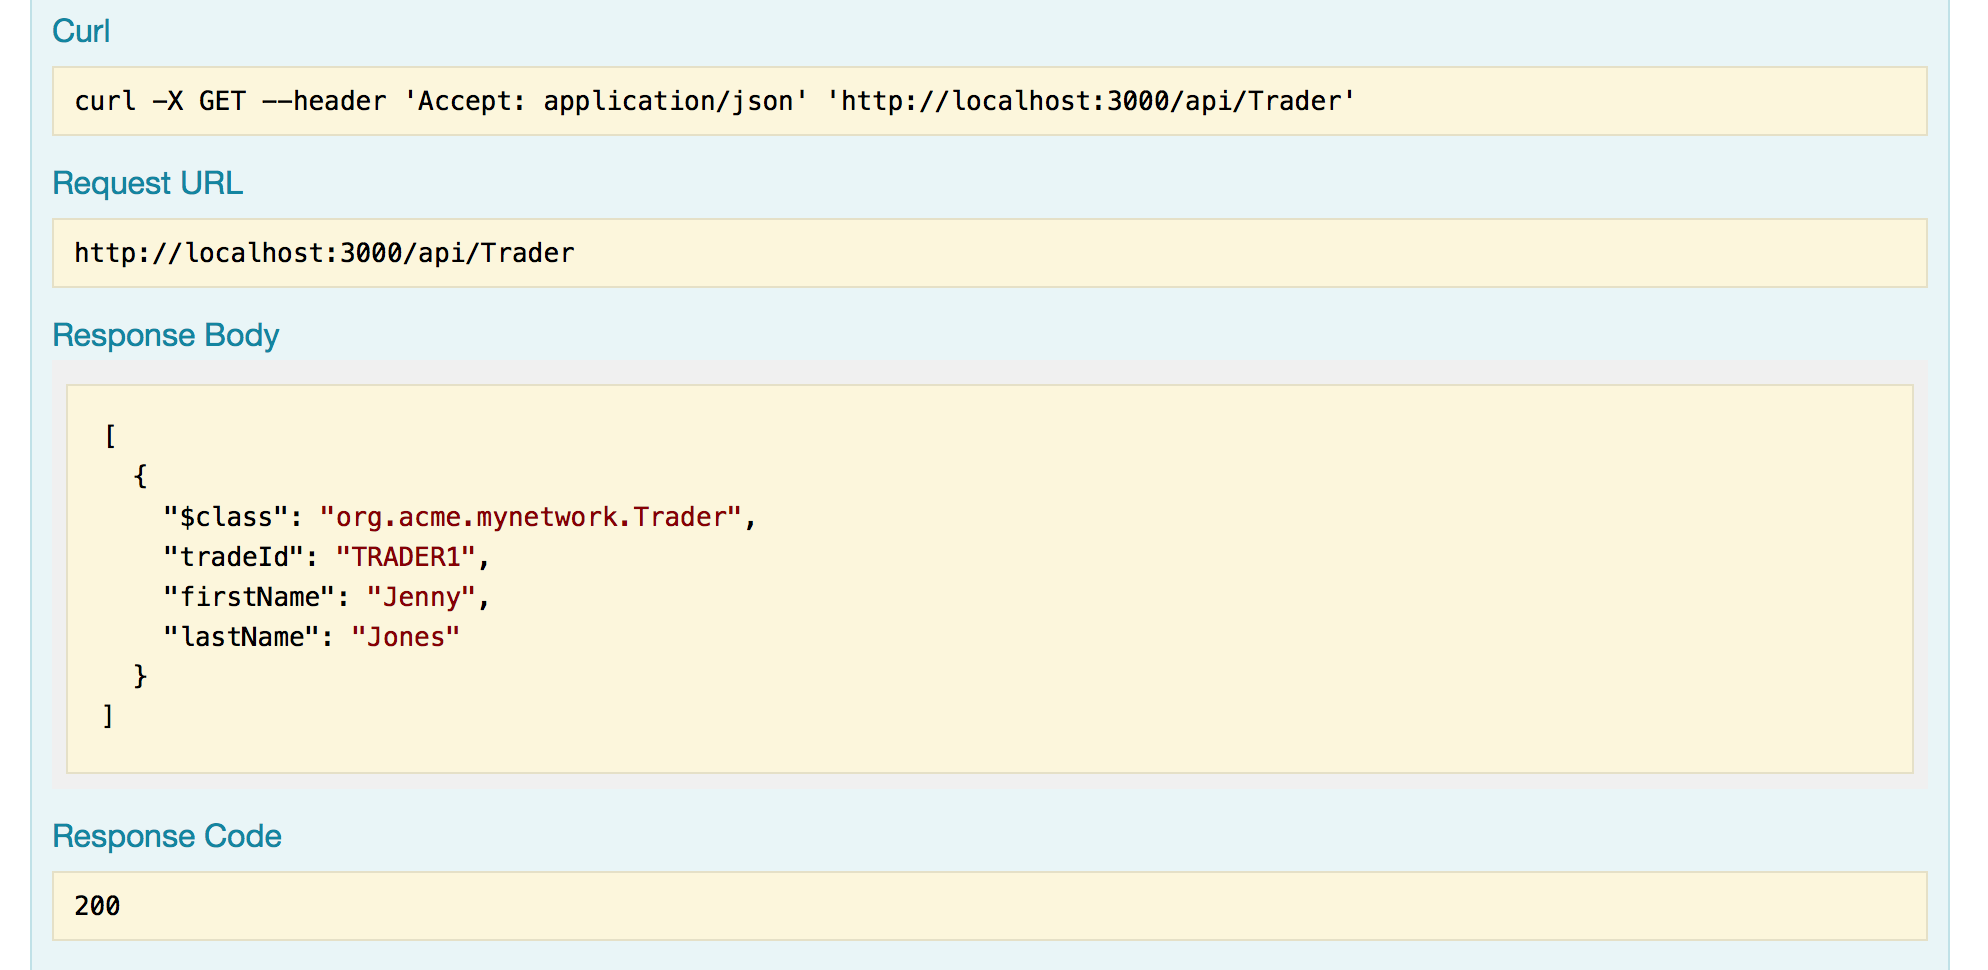 Curl
curl -X GET --header 'Accept: application/json' 'http://localhost:3000/api/Trader'
Request URL
http://localhost:3000/api/Trader
Response Body
[
  {
    "$class": "org.acme.mynetwork.Trader",
    "tradeId": "TRADER1",
    "firstName": "Jenny",
    "lastName": "Jones"
  }
]
Response Code
200